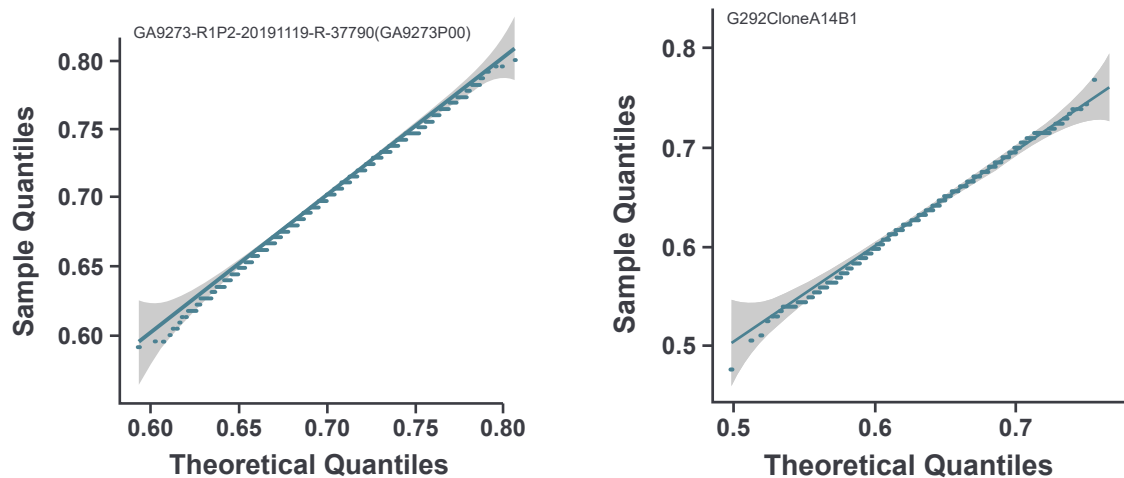 GA9273-R1P2-20191119-R-37790(GA9273P00)
Sample Quantiles
0.80
0.75
0.70
0.65
0.60
0.60 0.65 0.70 0.75 0.80
Theoretical Quantiles
G292CloneA14B1
Sample Quantiles
0.8
0.7
0.6
0.5
0.5 0.6 0.7
Theoretical Quantiles